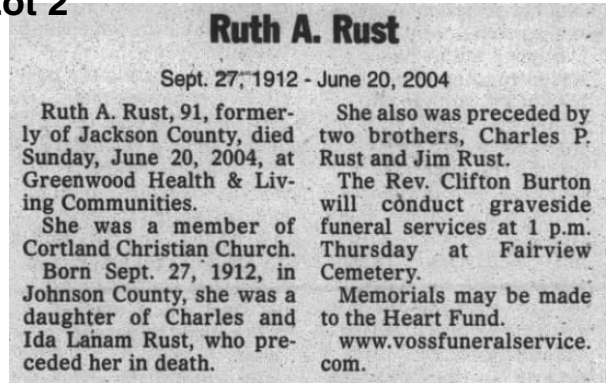 Lot 2
Ruth A. Rust
Sept. 27, 1912 - June 20, 2004
Ruth A. Rust, 91, former-
ly of Jackson County, died
Sunday, June 20, 2004, at
Greenwood Health & Liv-
ing Communities.
She was a member of
Cortland Christian Church.
Born Sept. 27, 1912, in
Johnson County, she was a
daughter of Charles and
Ida Lanam Rust, who pre-
ceded her in death.
She also was preceded by
two brothers, Charles P.
Rust and Jim Rust.
The Rev. Clifton Burton
will conduct graveside
funeral services at 1 p.m.
Thursday at Fairview
Cemetery.
Memorials may be made
to the Heart Fund.
www.vossfuneralservice.
com.